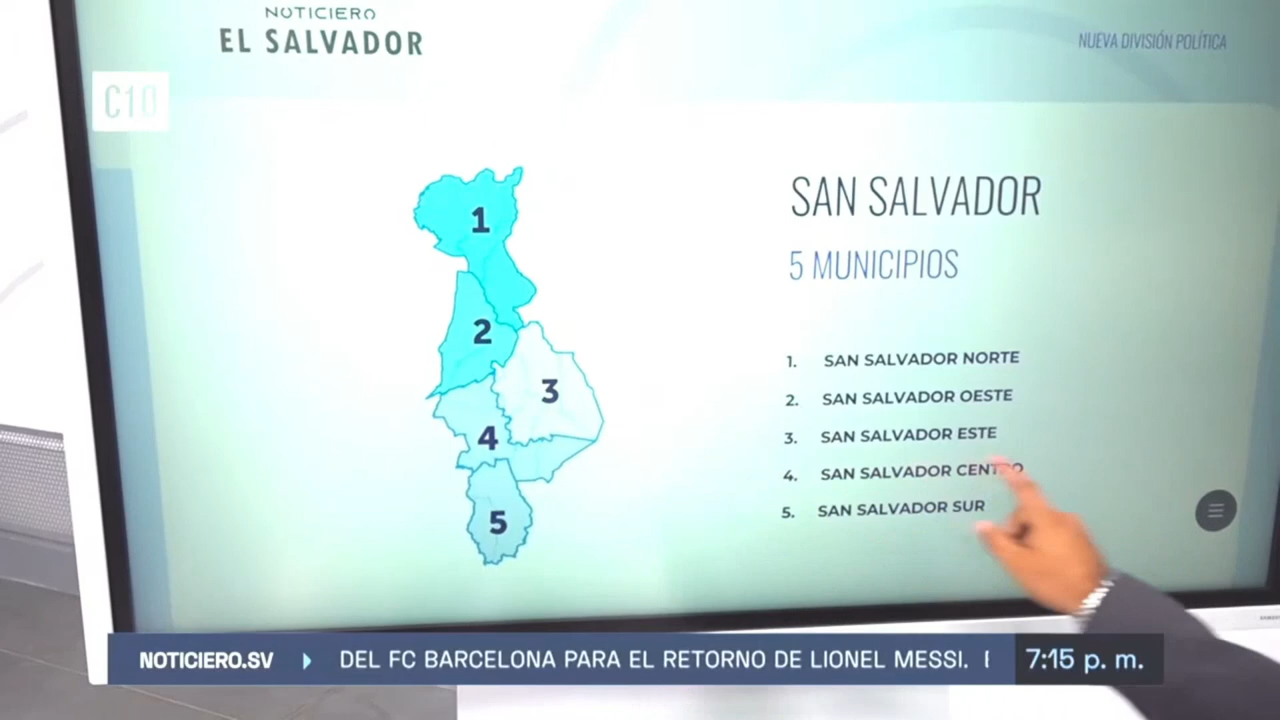 NOTICIERO
EL SALVADOR
NUEVA DIVISIÓN POLÍTICA
C10
SAN SALVADOR
5 MUNICIPIOS
1
2
3
4
5
1. SAN SALVADOR NORTE
2. SAN SALVADOR OESTE
3. SAN SALVADOR ESTE
4. SAN SALVADOR CENTRO
5. SAN SALVADOR SUR
NOTICIERO.SV
DEL FC BARCELONA PARA EL RETORNO DE LIONEL MESSI.
7:15 p. m.